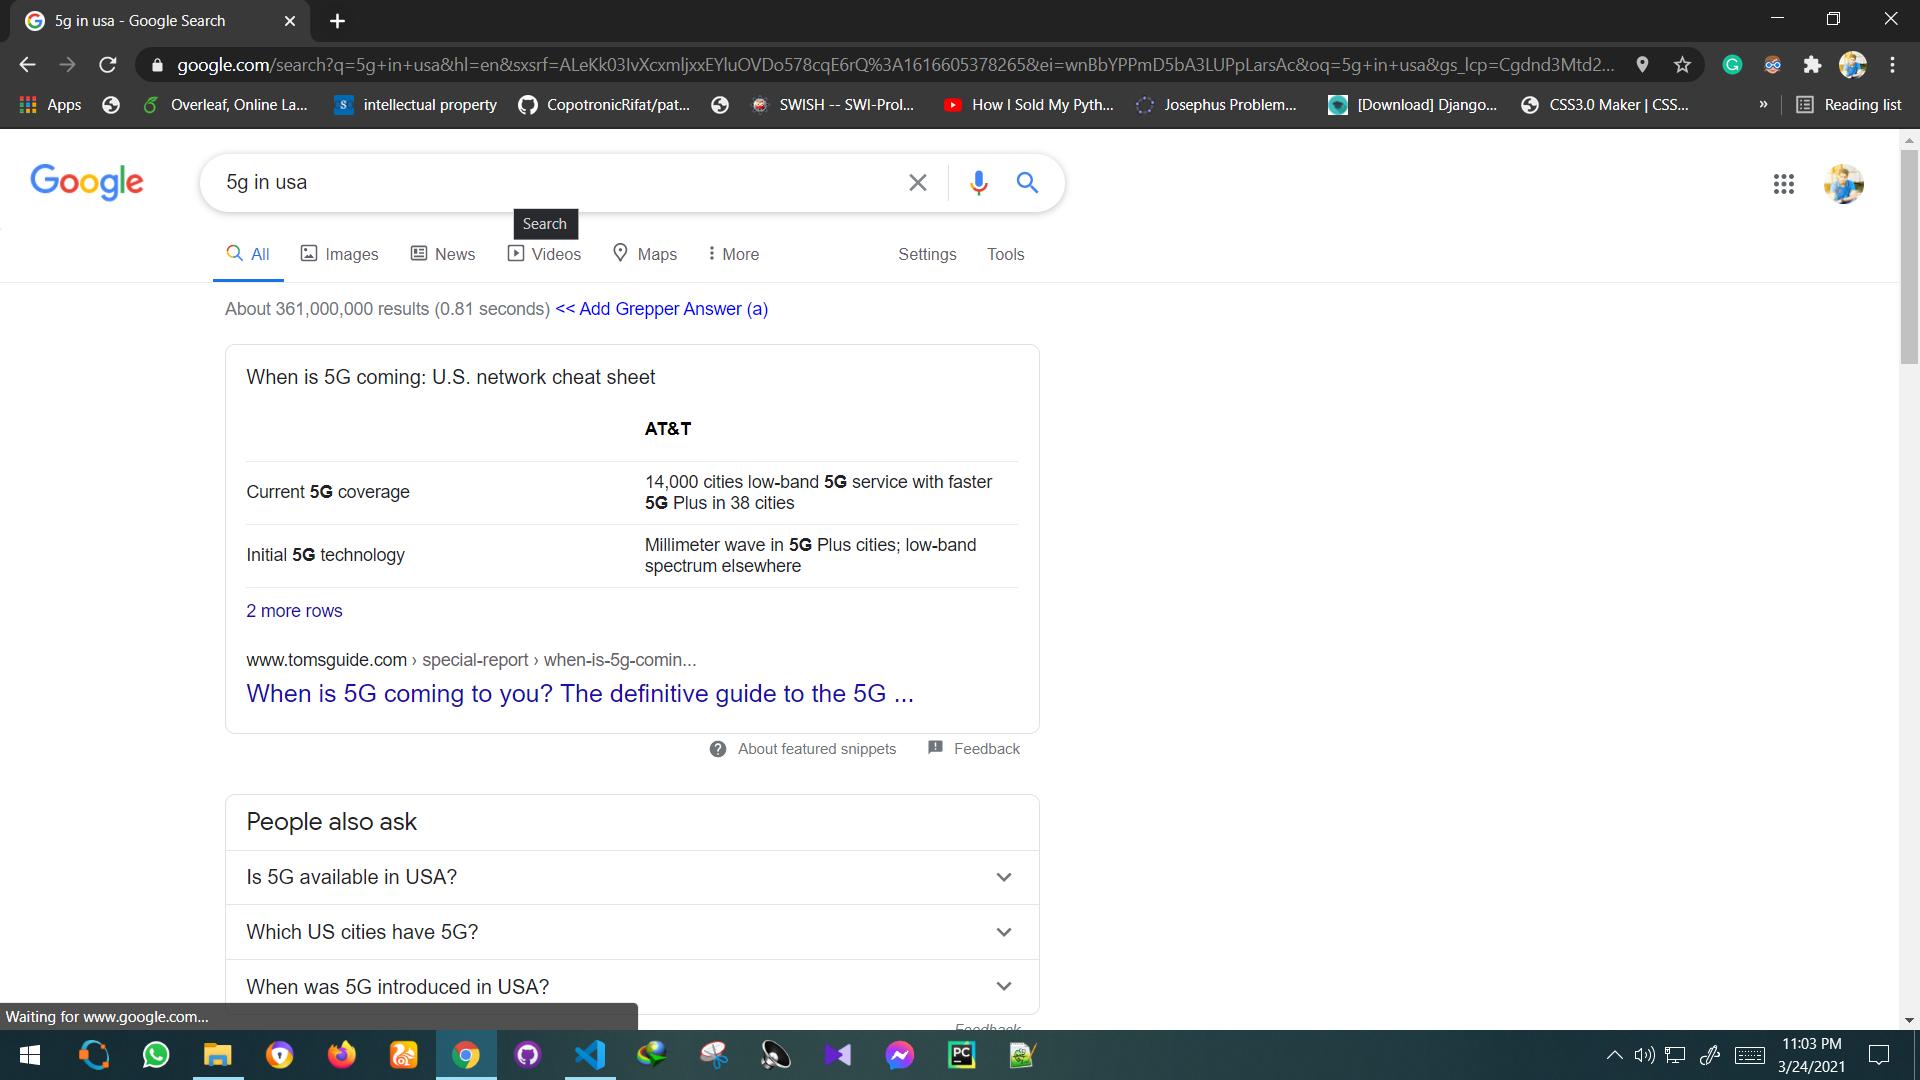 5g in usa - Google Search
google.com/search?q=5g+in+usa&hl=en&sxsrf=ALeKk03IvXcxmljxxEYluOVDo578cqE6rQ%3A1616605378265&ei=wnBbYPPmD5bA3LUPpLarsAc&oq=5g+in+usa&gs_lcp=Cgdnd3Mtd2...
Apps Overleaf, Online La... intellectual property CopotronicRifat/pat... SWISH -- SWI-Prol... How I Sold My Pyth... Josephus Problem... [Download] Django... CSS3.0 Maker | CSS... » Reading list
Google 5g in usa
Search
All Images News Videos Maps More Settings Tools
About 361,000,000 results (0.81 seconds) << Add Grepper Answer (a)
When is 5G coming: U.S. network cheat sheet
AT&T
Current 5G coverage
14,000 cities low-band 5G service with faster
5G Plus in 38 cities
Initial 5G technology
Millimeter wave in 5G Plus cities; low-band
spectrum elsewhere
2 more rows
www.tomsguide.com › special-report › when-is-5g-comin...
When is 5G coming to you? The definitive guide to the 5G ...
About featured snippets Feedback
People also ask
Is 5G available in USA?
Which US cities have 5G?
When was 5G introduced in USA?
Feedback
Waiting for www.google.com...
11:03 PM
3/24/2021